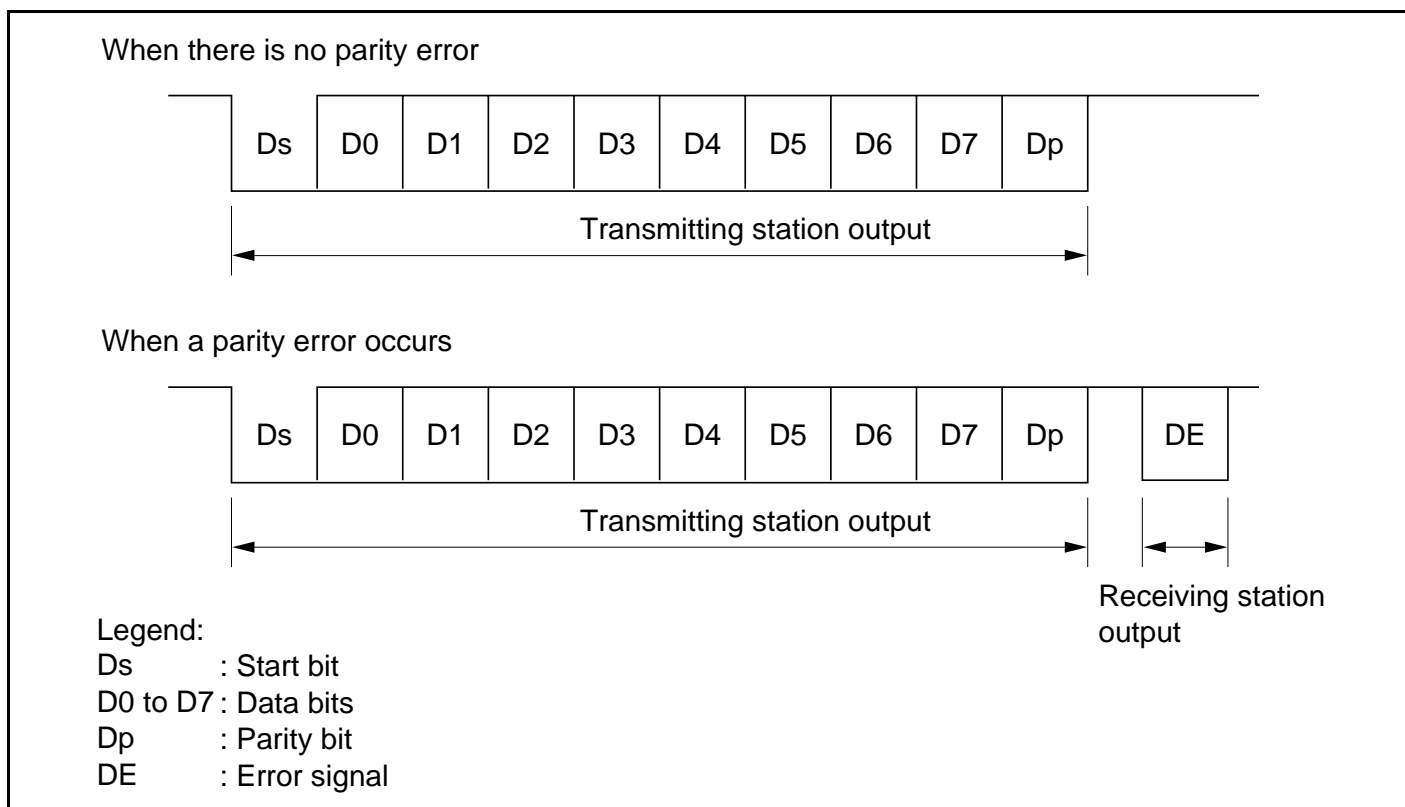 When there is no parity error
Ds D0 D1 D2 D3 D4 D5 D6 D7 Dp
Transmitting station output
When a parity error occurs
Ds D0 D1 D2 D3 D4 D5 D6 D7 Dp DE
Transmitting station output
Receiving station
output
Legend:
Ds : Start bit
D0 to D7 : Data bits
Dp : Parity bit
DE : Error signal